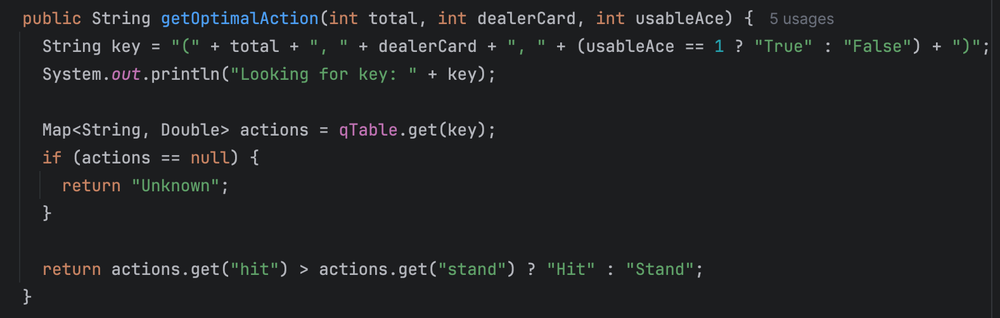 public String getOptimalAction(int total, int dealerCard, int usableAce) { 5 usages
String key = "(" + total + ", " + dealerCard + ", " + (usableAce == 1 ? "True" : "False") + ")";
System.out.println("Looking for key: " + key);
Map<String, Double> actions = qTable.get(key);
if (actions == null) {
return "Unknown";
}
return actions.get("hit") > actions.get("stand") ? "Hit" : "Stand";
}